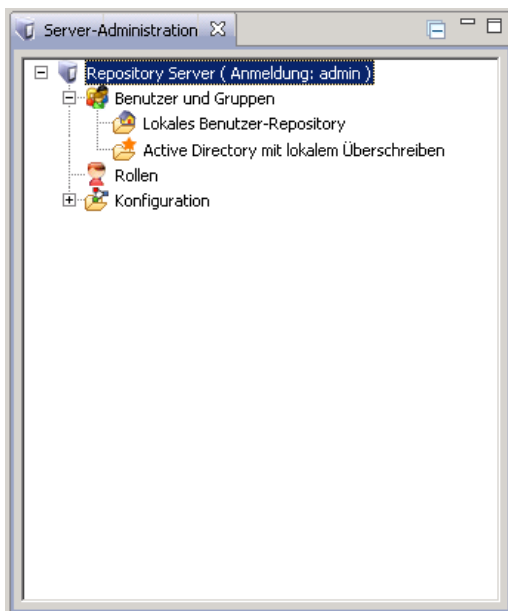 Server-Administration
Repository Server ( Anmeldung: admin )
Benutzer und Gruppen
Lokales Benutzer-Repository
Active Directory mit lokalem Überschreiben
Rollen
Konfiguration